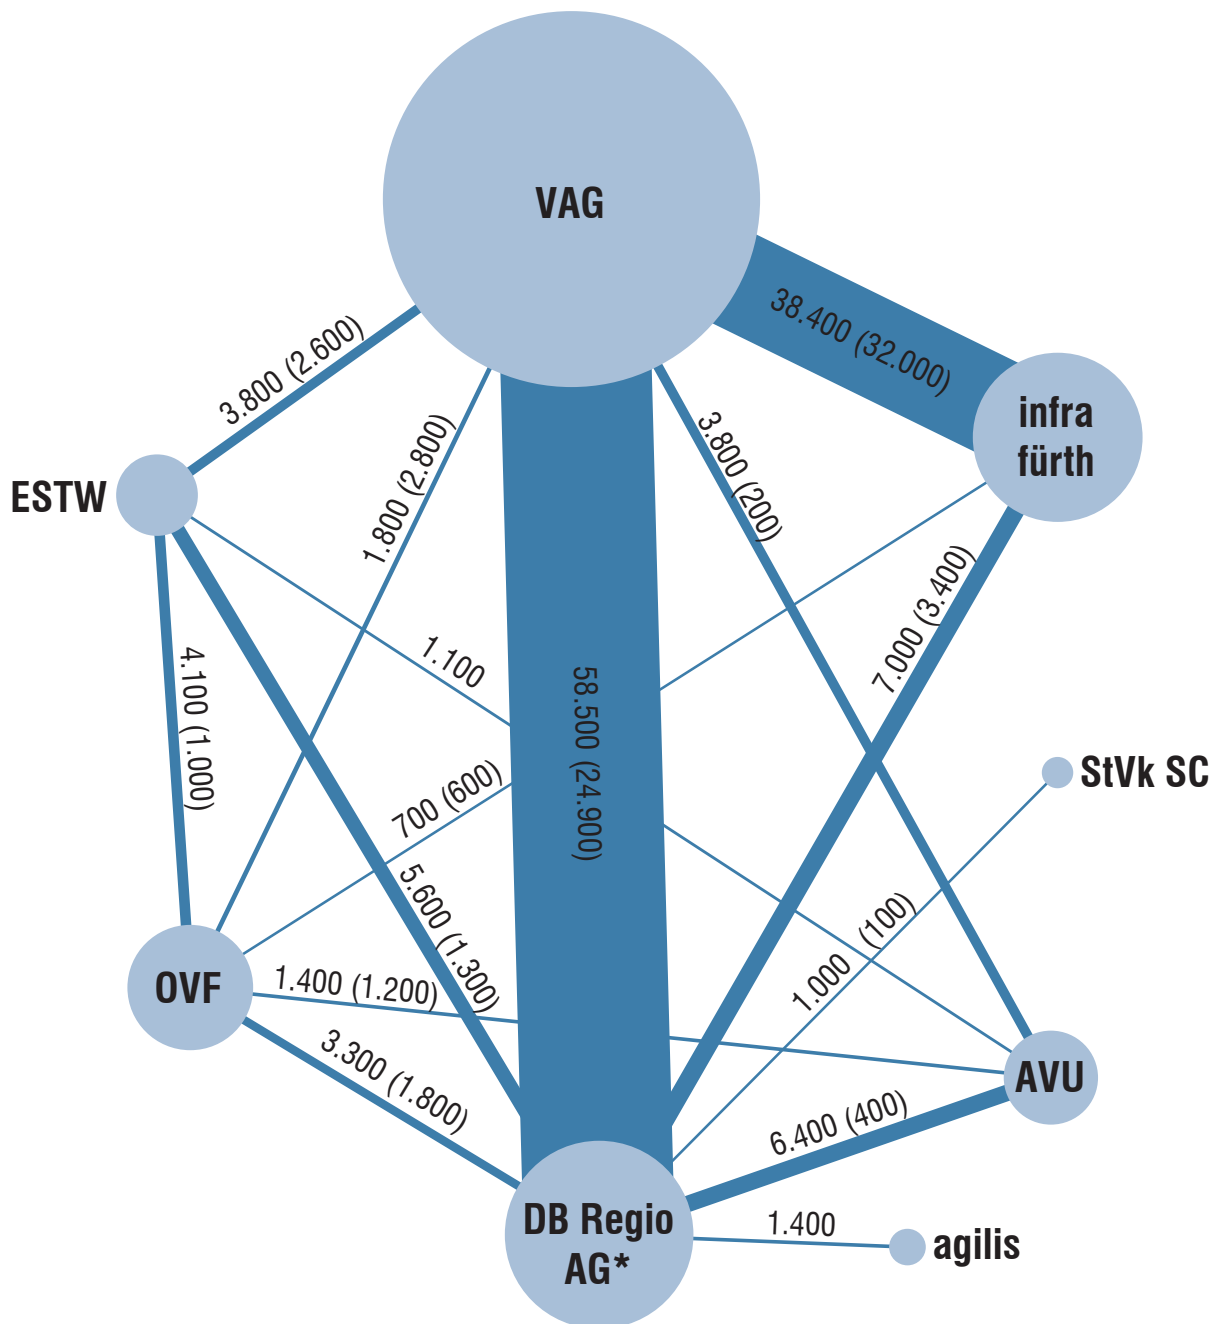 VAG
38.400 (32.000)
3.800 (2.600)
infra
fürth
1.800 (2.800)
3.800 (200)
ESTW
7.000 (3.400)
1.100
4.100 (1.000)
58.500 (24.900)
700 (600)
StVk SC
5.600 (1.300)
1.000 (100)
OVF
1.400 (1.200)
3.300 (1.800)
AVU
6.400 (400)
DB Regio
AG*
1.400
agilis